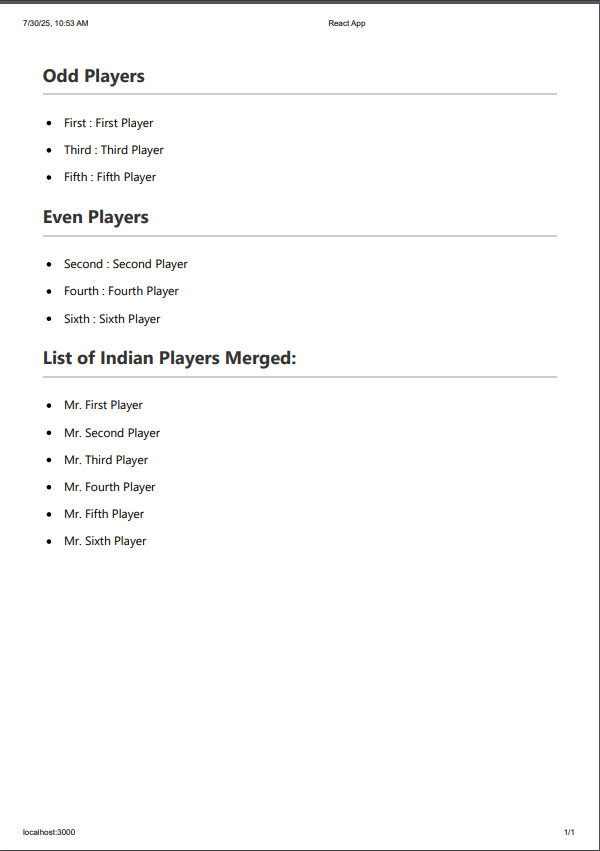 7/30/25, 10:53 AM React App
Odd Players
First : First Player
Third : Third Player
Fifth : Fifth Player
Even Players
Second : Second Player
Fourth : Fourth Player
Sixth : Sixth Player
List of Indian Players Merged:
Mr. First Player
Mr. Second Player
Mr. Third Player
Mr. Fourth Player
Mr. Fifth Player
Mr. Sixth Player
localhost:3000 1/1